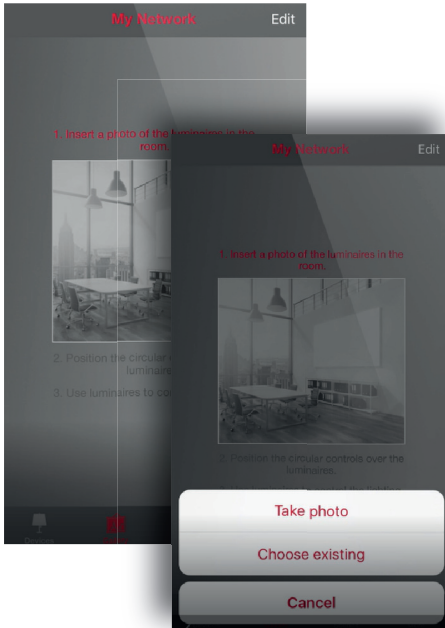 My Network
Edit
1. Insert a photo of the luminaires in the
room.
2. Position the circular
luminaires
3. Use luminaires to co
Devices
My Network
Edit
1. Insert a photo of the luminaires in the
room.
2. Position the circular controls over the
luminaires.
Take photo
Choose existing
Cancel